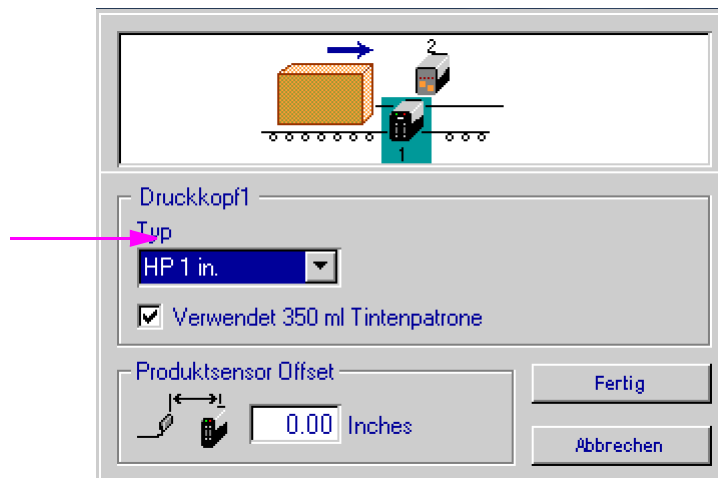 2
1
Druckkopf1
Typ
HP 1 in.
Verwendet 350 ml Tintenpatrone
Produktsensor Offset
0.00 Inches
Fertig
Abbrechen